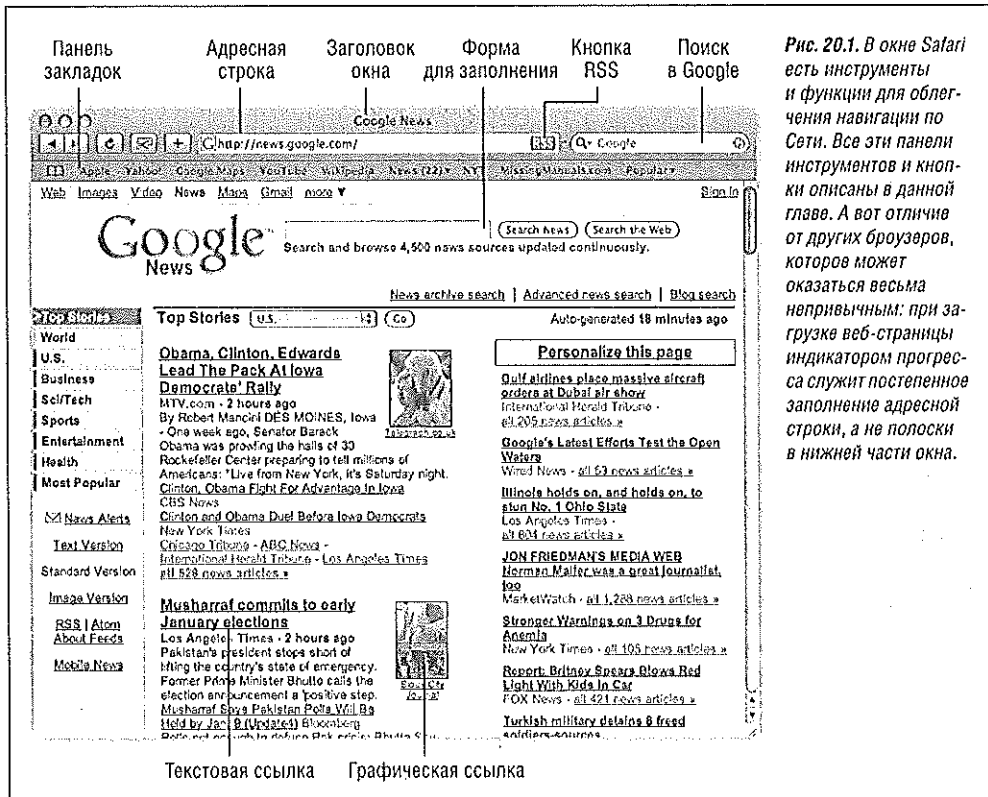 Панель закладок
Адресная строка
Заголовок окна
Форма для заполнения
Кнопка RSS
Поиск в Google
Google News
http://news.google.com/
Google
Apple Yahoo! Google Maps YouTube Wikipedia News (22)▾ NYT MissingManuals.com Popular▾
Web Images Video News Maps Gmail more ▼
Sign In
Google™
News
Search News
Search the Web
Search and browse 4,500 news sources updated continuously.
News archive search | Advanced news search | Blog search
Top Stories
World
U.S.
Business
Sci/Tech
Sports
Entertainment
Health
Most Popular
News Alerts
Text Version
Standard Version
Image Version
RSS | Atom
About Feeds
Mobile News
Top Stories U.S. Go
Auto-generated 18 minutes ago
Obama, Clinton, Edwards
Lead The Pack At Iowa
Democrats' Rally
MTV.com - 2 hours ago
By Robert Mancini DES MOINES, Iowa
- One week ago, Senator Barack
Obama was prowling the halls of 30
Rockefeller Center preparing to tell millions of
Americans: "Live from New York, it's Saturday night.
Clinton, Obama Fight For Advantage In Iowa
CBS News
Clinton and Obama Duel Before Iowa Democrats
New York Times
Chicago Tribune - ABC News -
International Herald Tribune - Los Angeles Times
all 528 news articles »
Telegraph.co.uk
Musharraf commits to early
January elections
Los Angeles Times - 2 hours ago
Pakistan's president stops short of
lifting the country's state of emergency.
Former Prime Minister Bhutto calls the
election announcement a 'positive step.
Musharraf Says Pakistan Polls Will Be
Held by Jan 9 (Update4) Bloomberg
Journal
Personalize this page
Gulf airlines place massive aircraft
orders at Dubai air show
International Herald Tribune -
all 205 news articles »
Google's Latest Efforts Test the Open
Waters
Wired News - all 63 news articles »
Illinois holds on, and holds on, to
stun No. 1 Ohio State
Los Angeles Times -
all 804 news articles »
JON FRIEDMAN'S MEDIA WEB
Norman Mailer was a great journalist,
too
MarketWatch - all 1,288 news articles »
Stronger Warnings on 3 Drugs for
Anemia
New York Times - all 105 news articles »
Report: Britney Spears Blows Red
Light With Kids In Car
FOX News - all 421 news articles »
Turkish military detains 8 freed
soldiers-sources
Текстовая ссылка
Графическая ссылка
Рис. 20.1. В окне Safari
есть инструменты
и функции для облег-
чения навигации по
Сети. Все эти панели
инструментов и кноп-
ки описаны в данной
главе. А вот отличие
от других броузеров,
которое может
оказаться весьма
непривычным: при за-
грузке веб-страницы
индикатором прогрес-
са служит постепенное
заполнение адресной
строки, а не полоски
в нижней части окна.